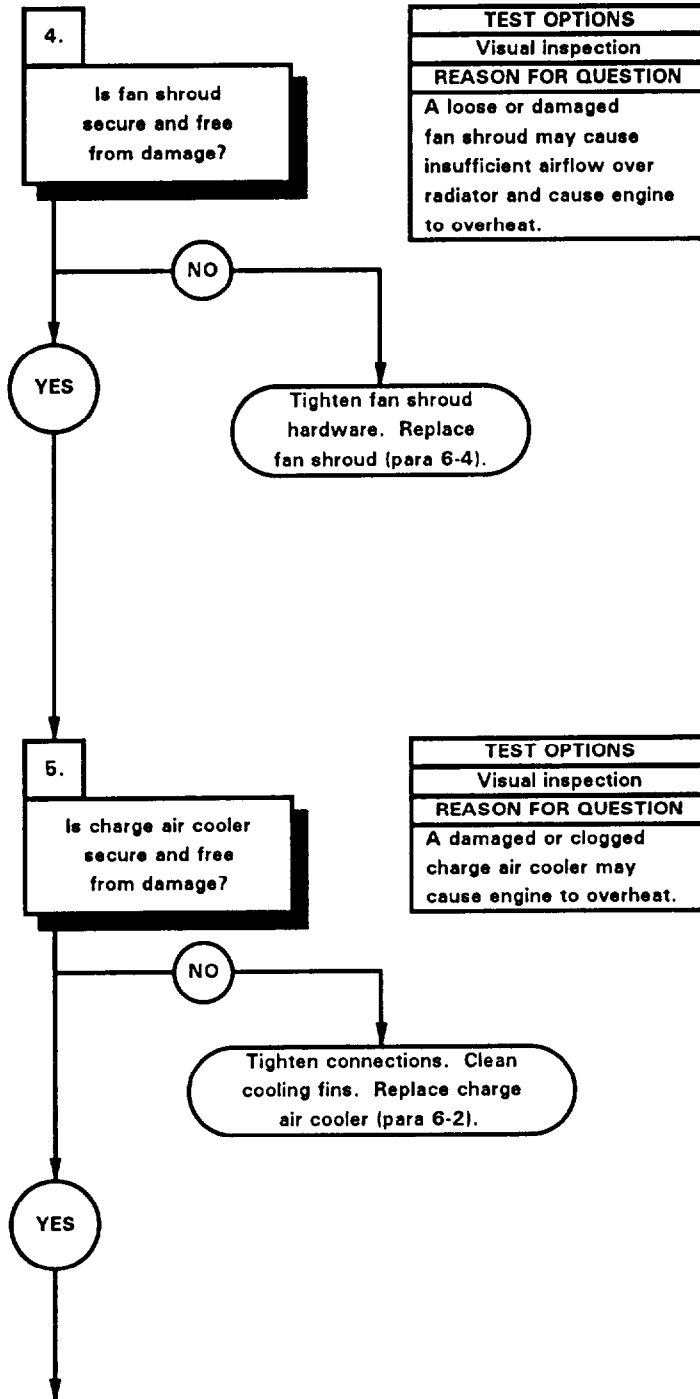 4.
Is fan shroud
secure and free
from damage?
TEST OPTIONS
Visual inspection
REASON FOR QUESTION
A loose or damaged
fan shroud may cause
insufficient airflow over
radiator and cause engine
to overheat.
NO
YES
Tighten fan shroud
hardware. Replace
fan shroud (para 6-4).
5.
Is charge air cooler
secure and free
from damage?
TEST OPTIONS
Visual inspection
REASON FOR QUESTION
A damaged or clogged
charge air cooler may
cause engine to overheat.
NO
Tighten connections. Clean
cooling fins. Replace charge
air cooler (para 6-2).
YES